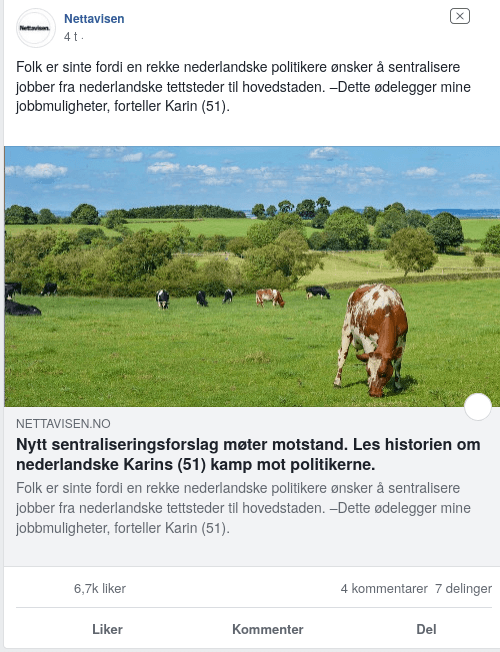 Nettavisen.
Nettavisen
4 t ·
Folk er sinte fordi en rekke nederlandske politikere ønsker å sentralisere
jobber fra nederlandske tettsteder til hovedstaden. –Dette ødelegger mine
jobbmuligheter, forteller Karin (51).
NETTAVISEN.NO
Nytt sentraliseringsforslag møter motstand. Les historien om
nederlandske Karins (51) kamp mot politikerne.
Folk er sinte fordi en rekke nederlandske politikere ønsker å sentralisere
jobber fra nederlandske tettsteder til hovedstaden. –Dette ødelegger mine
jobbmuligheter, forteller Karin (51).
6,7k liker 4 kommentarer 7 delinger
Liker Kommenter Del